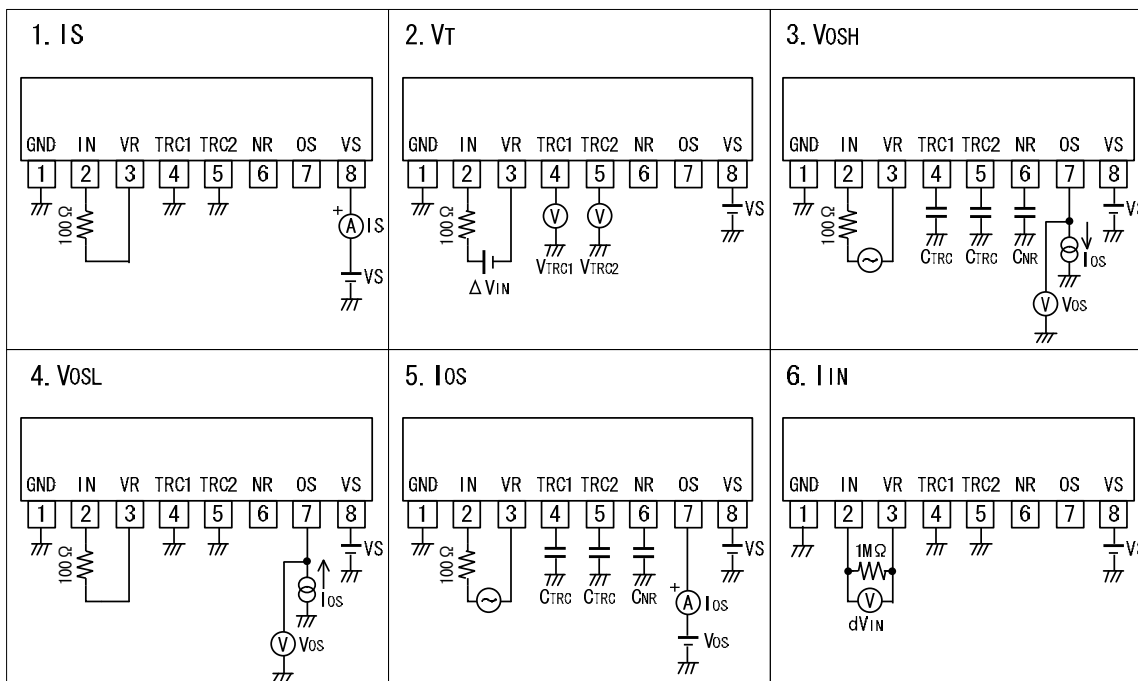 1. IS
GND IN VR TRC1 TRC2 NR OS VS
1 2 3 4 5 6 7 8
100Ω
+
A IS
VS
2. VT
GND IN VR TRC1 TRC2 NR OS VS
1 2 3 4 5 6 7 8
100Ω
V V
VS
VTRC1 VTRC2
ΔVIN
3. VOSH
GND IN VR TRC1 TRC2 NR OS VS
1 2 3 4 5 6 7 8
100Ω
VS
CTRC CTRC CNR
IOS
V VOS
4. VOSL
GND IN VR TRC1 TRC2 NR OS VS
1 2 3 4 5 6 7 8
100Ω
VS
IOS
V VOS
5. IOS
GND IN VR TRC1 TRC2 NR OS VS
1 2 3 4 5 6 7 8
100Ω
VS
CTRC CTRC CNR
+
A IOS
VOS
6. IIN
GND IN VR TRC1 TRC2 NR OS VS
1 2 3 4 5 6 7 8
1MΩ
VS
V
dVIN